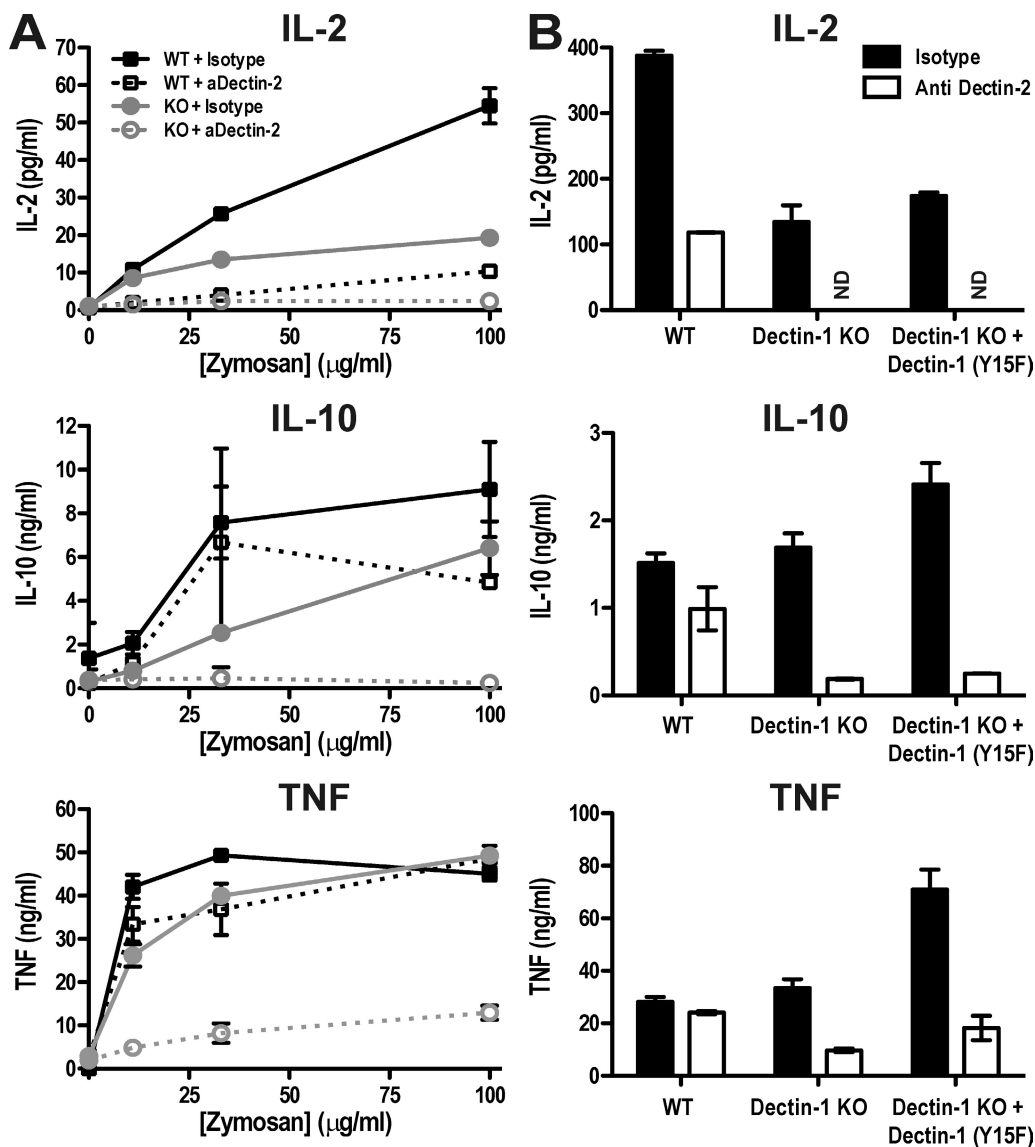 A
IL-2
70
60
50
40
30
20
10
0
IL-2 (pg/ml)
WT + Isotype
WT + aDectin-2
KO + Isotype
KO + aDectin-2
0 25 50 75 100
[Zymosan] (μg/ml)
IL-10
12
10
8
6
4
2
0
IL-10 (ng/ml)
0 25 50 75 100
[Zymosan] (μg/ml)
TNF
60
50
40
30
20
10
0
TNF (ng/ml)
0 25 50 75 100
[Zymosan] (μg/ml)
B
IL-2
400
300
200
100
0
IL-2 (pg/ml)
Isotype
Anti Dectin-2
ND
ND
WT Dectin-1 KO Dectin-1 KO +
Dectin-1 (Y15F)
IL-10
3
2
1
0
IL-10 (ng/ml)
WT Dectin-1 KO Dectin-1 KO +
Dectin-1 (Y15F)
TNF
100
80
60
40
20
0
TNF (ng/ml)
WT Dectin-1 KO Dectin-1 KO +
Dectin-1 (Y15F)